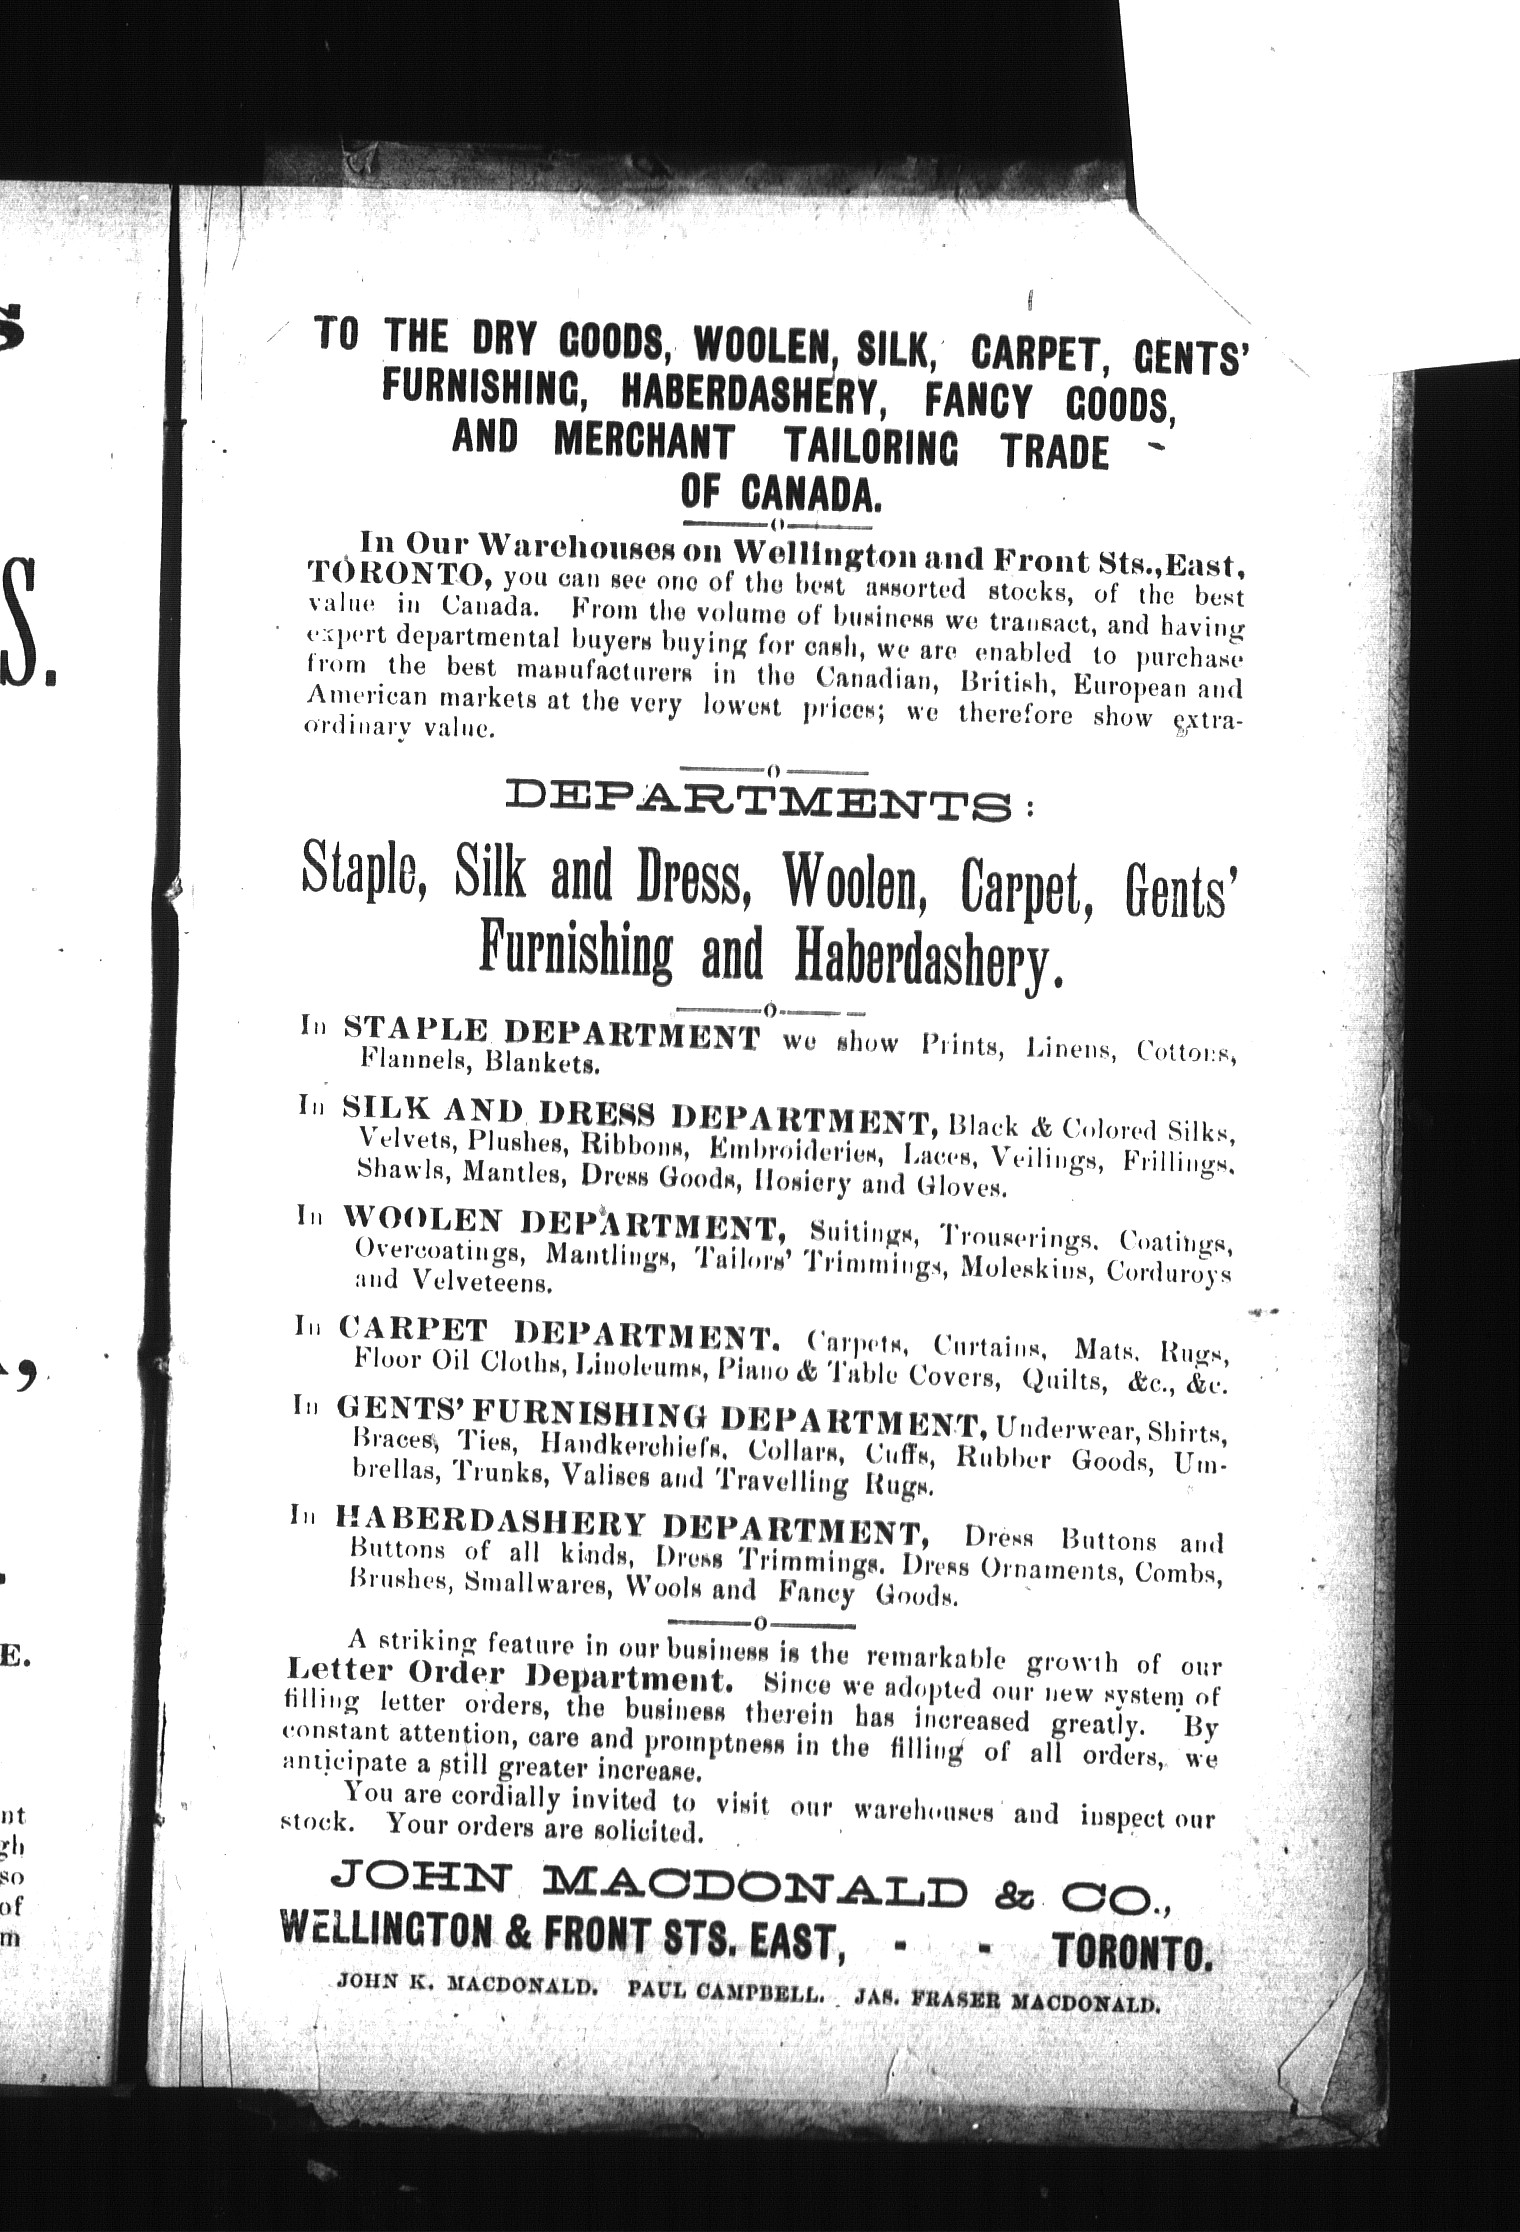 TO THE DRY GOODS, WOOLEN, SILK, CARPET, GENTS'
FURNISHING, HABERDASHERY, FANCY GOODS,
AND MERCHANT TAILORING TRADE
OF CANADA.
In Our Warehouses on Wellington and Front Sts., East,
TORONTO, you can see one of the best assorted stocks, of the best
value in Canada. From the volume of business we transact, and having
expert departmental buyers buying for cash, we are enabled to purchase
from the best manufacturers in the Canadian, British, European and
American markets at the very lowest prices; we therefore show extra-
ordinary value.
DEPARTMENTS:
Staple, Silk and Dress, Woolen, Carpet, Gents'
Furnishing and Haberdashery.
In STAPLE DEPARTMENT we show Prints, Linens, Cottons,
Flannels, Blankets.
In SILK AND DRESS DEPARTMENT, Black & Colored Silks,
Velvets, Plushes, Ribbons, Embroideries, Laces, Veilings, Frillings,
Shawls, Mantles, Dress Goods, Hosiery and Gloves.
In WOOLEN DEPARTMENT, Suitings, Trouserings, Coatings,
Overcoatings, Mantlings, Tailors' Trimmings, Moleskins, Corduroys
and Velveteens.
In CARPET DEPARTMENT. Carpets, Curtains, Mats, Rugs,
Floor Oil Cloths, Linoleums, Piano & Table Covers, Quilts, &c., &c.
In GENTS' FURNISHING DEPARTMENT, Underwear, Shirts,
Braces, Ties, Handkerchiefs, Collars, Cuffs, Rubber Goods, Um-
brellas, Trunks, Valises and Travelling Rugs.
In HABERDASHERY DEPARTMENT, Dress Buttons and
Buttons of all kinds, Dress Trimmings, Dress Ornaments, Combs,
Brushes, Smallwares, Wools and Fancy Goods.
A striking feature in our business is the remarkable growth of our
Letter Order Department. Since we adopted our new system of
filling letter orders, the business therein has increased greatly. By
constant attention, care and promptness in the filling of all orders, we
anticipate a still greater increase.
You are cordially invited to visit our warehouses and inspect our
stock. Your orders are solicited.
JOHN MACDONALD & CO.,
WELLINGTON & FRONT STS. EAST, - - TORONTO.
JOHN K. MACDONALD. PAUL CAMPBELL. JAS. FRASER MACDONALD.